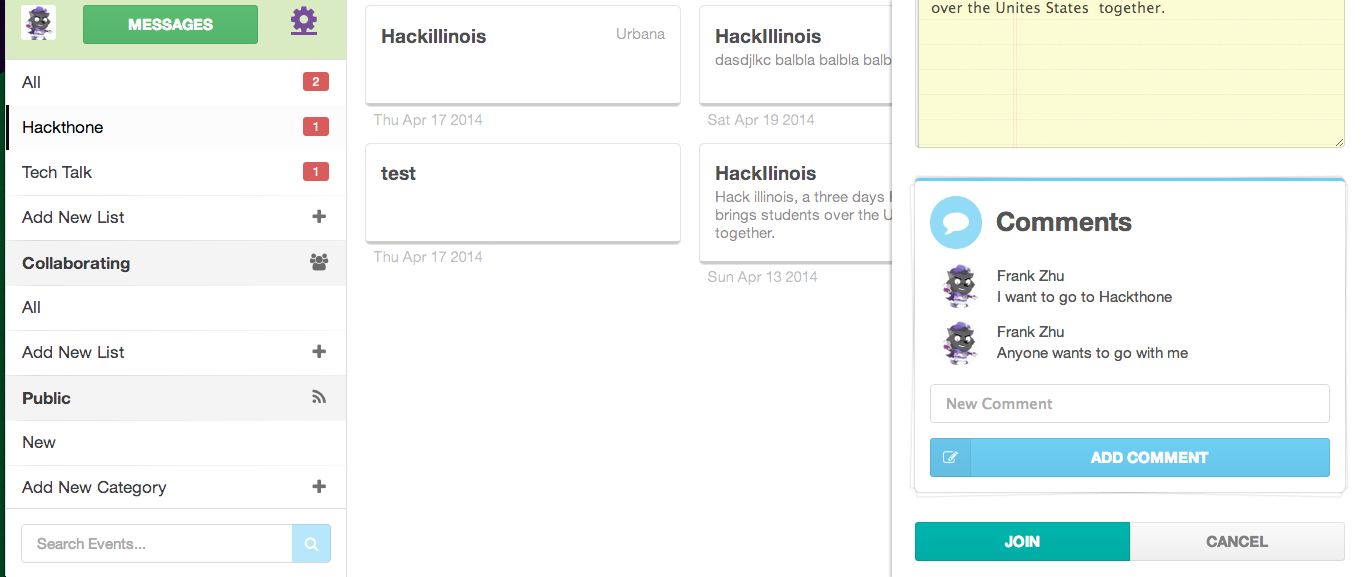 MESSAGES
All
2
Hackthone
1
Tech Talk
1
Add New List
Collaborating
All
Add New List
Public
New
Add New Category
Search Events...
Hackillinois
Urbana
Thu Apr 17 2014
test
Thu Apr 17 2014
HackIllinois
dasdjlkc balbla balbla balb
Sat Apr 19 2014
HackIlinois
Hack illinois, a three days
brings students over the U
together.
Sun Apr 13 2014
over the Unites States  together.
Comments
Frank Zhu
I want to go to Hackthone
Frank Zhu
Anyone wants to go with me
New Comment
ADD COMMENT
JOIN
CANCEL